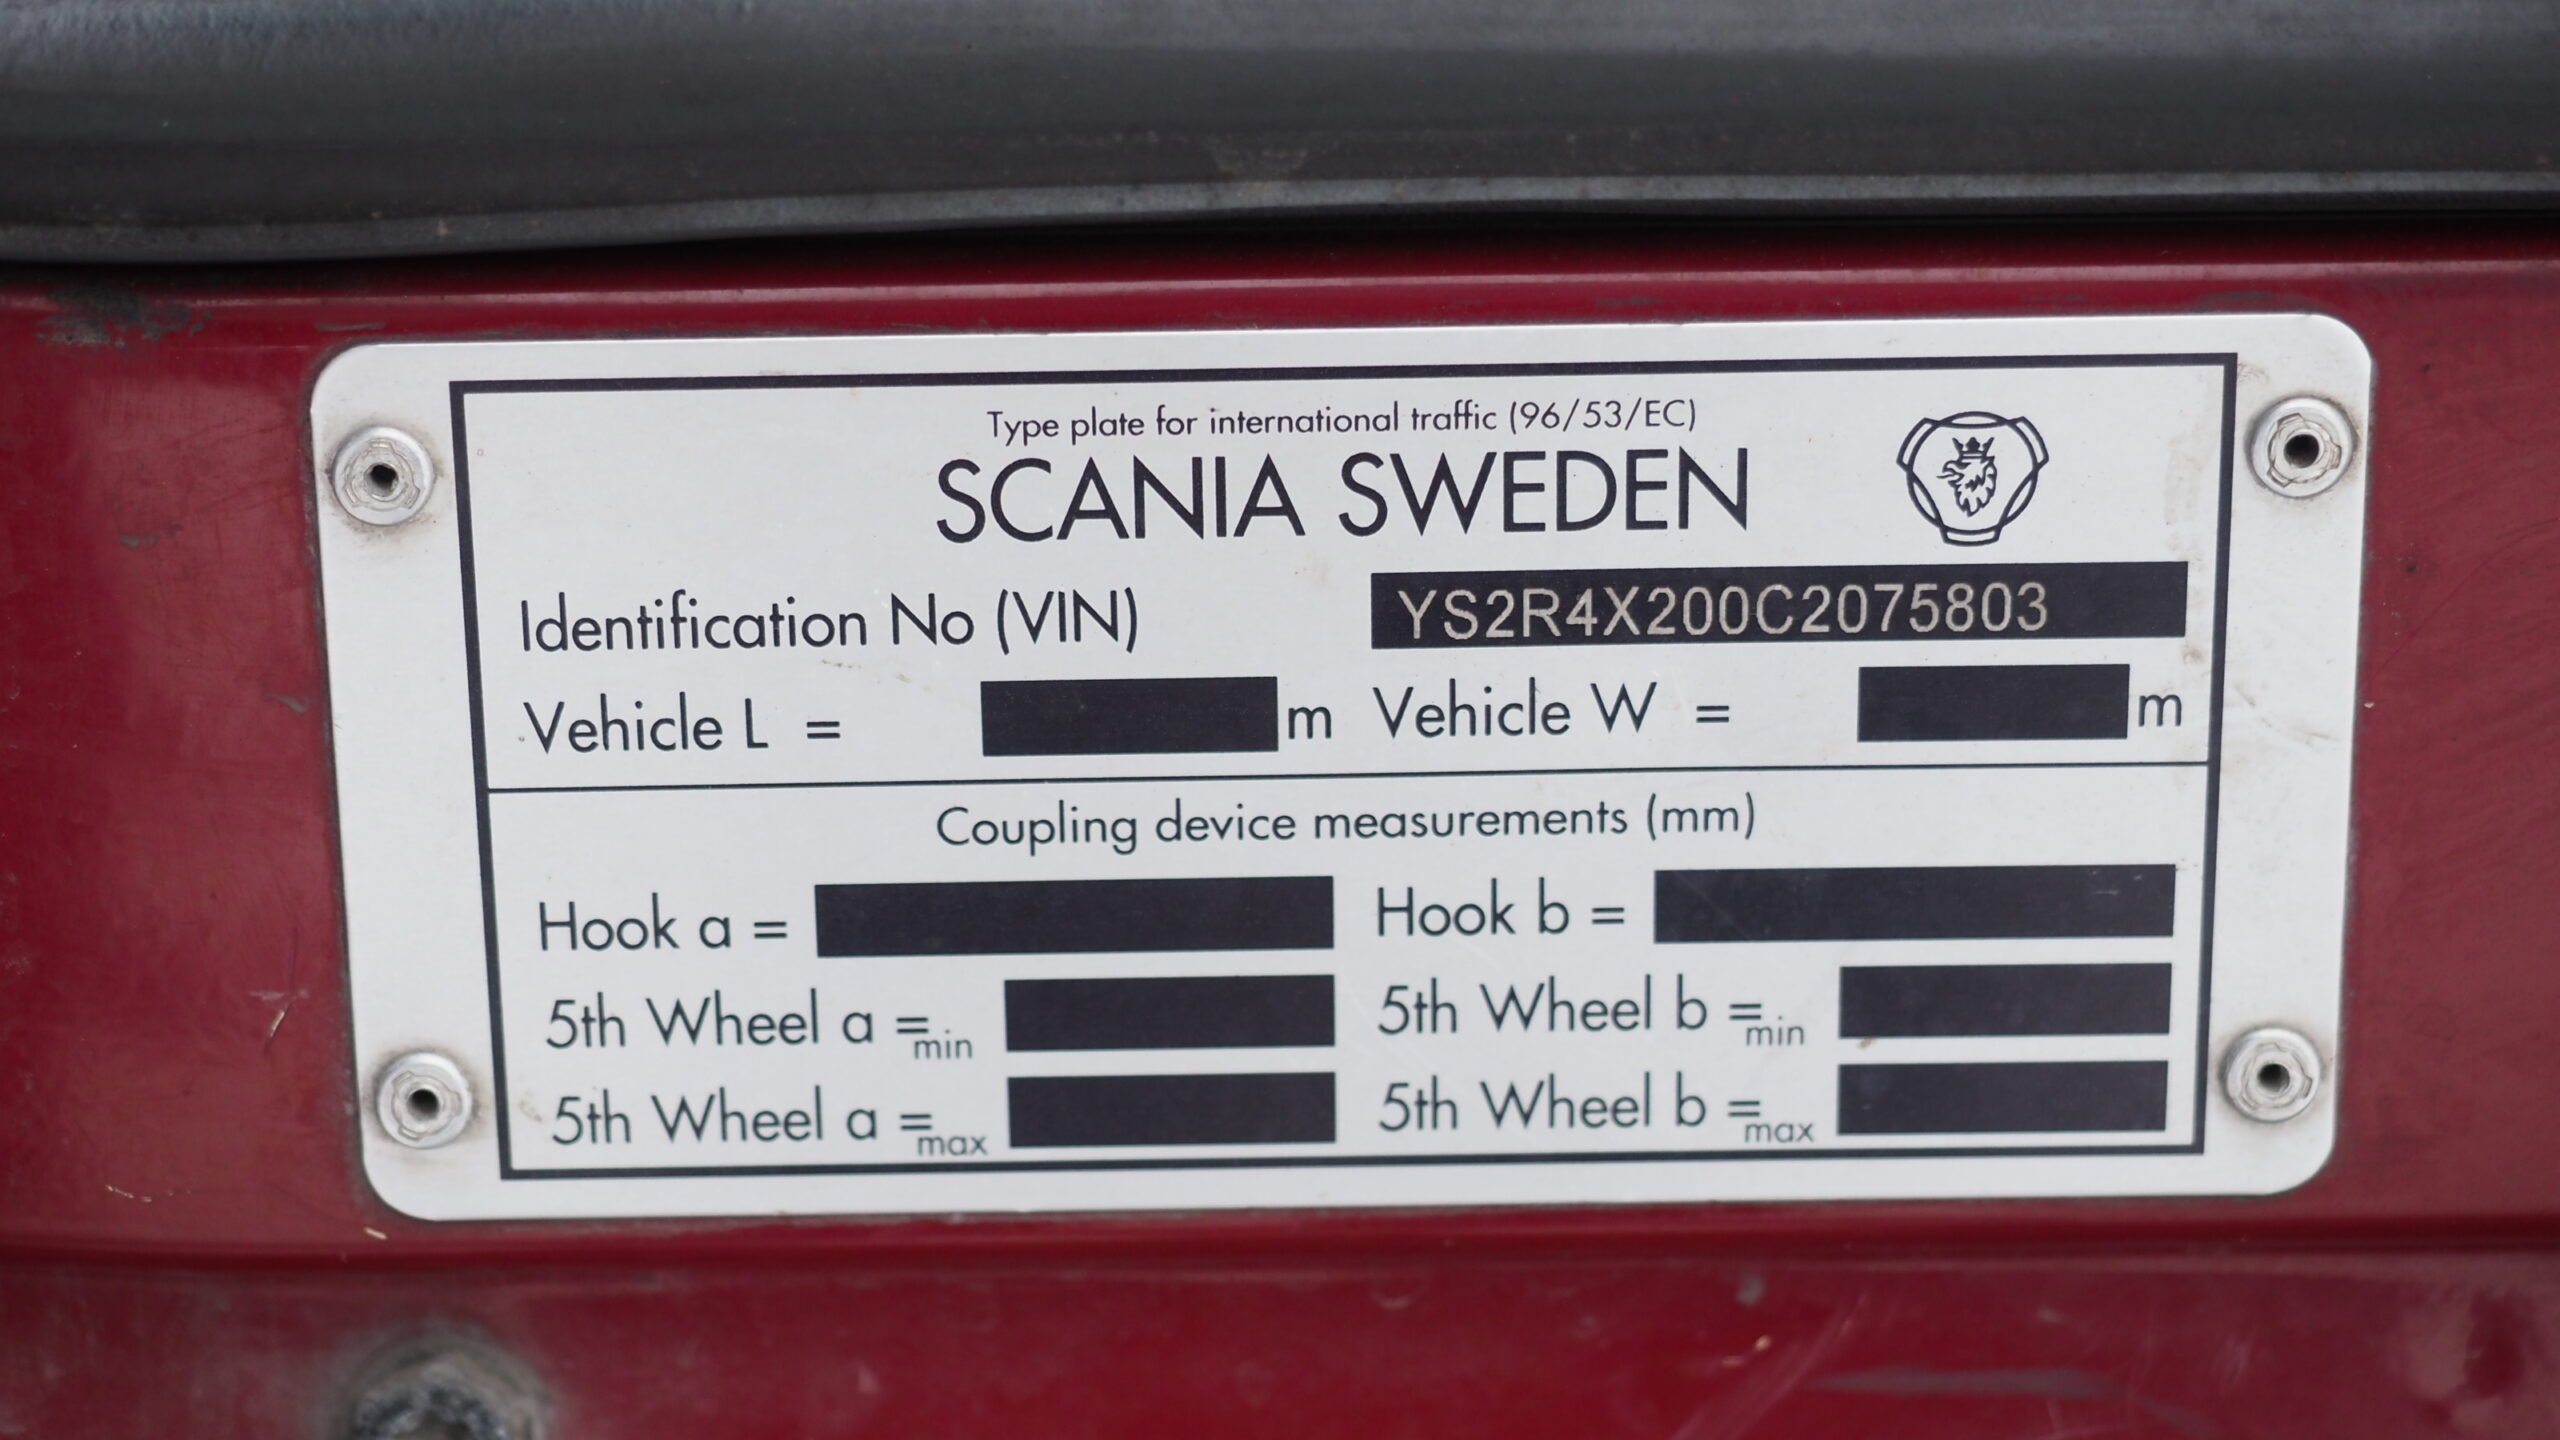 Type plate for international traffic (96/53/EC)
SCANIA SWEDEN
Identification No (VIN) YS2R4X200C2075803
Vehicle L = m Vehicle W = m
Coupling device measurements (mm)
Hook a = Hook b =
5th Wheel a =min 5th Wheel b =min
5th Wheel a =max 5th Wheel b =max